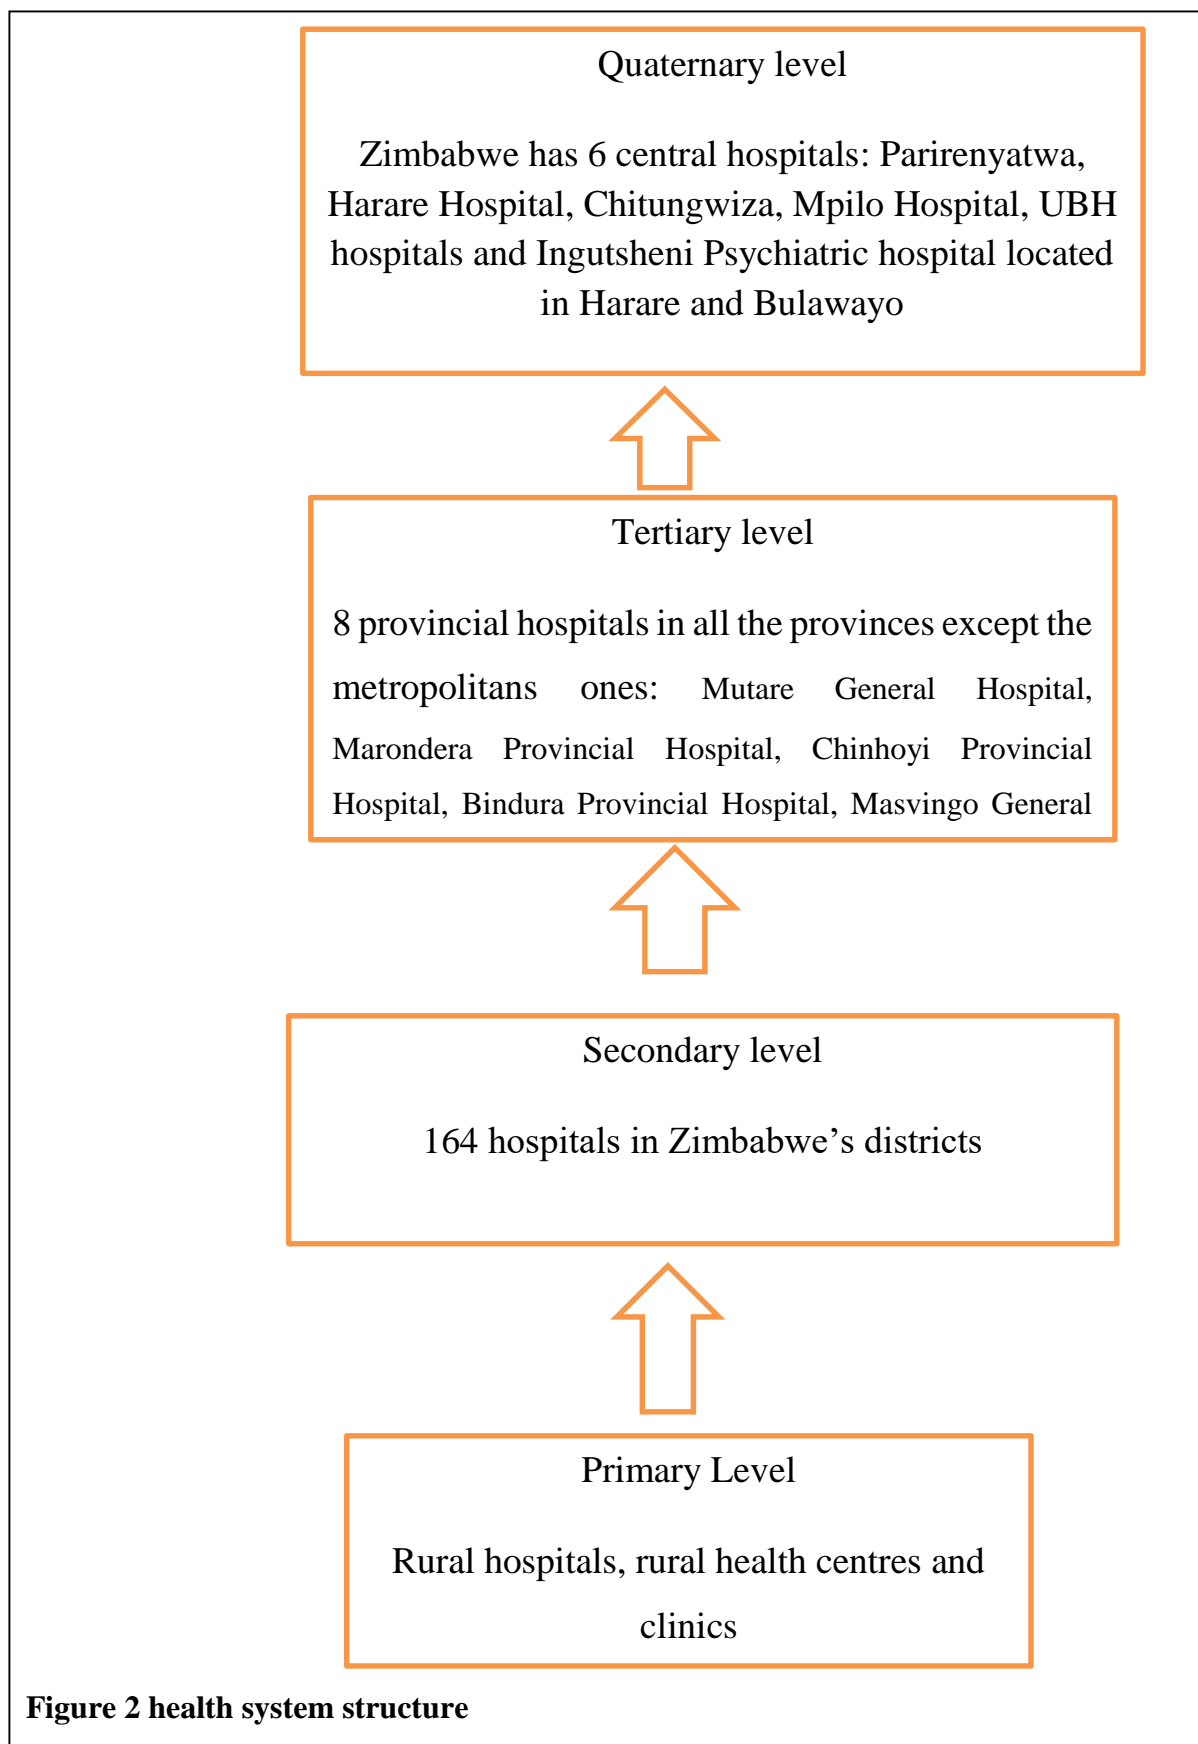 Quaternary level
Zimbabwe has 6 central hospitals: Parirenyatwa,
Harare Hospital, Chitungwiza, Mpilo Hospital, UBH
hospitals and Ingutsheni Psychiatric hospital located
in Harare and Bulawayo
Tertiary level
8 provincial hospitals in all the provinces except the
metropolitans ones: Mutare General Hospital,
Marondera Provincial Hospital, Chinhoyi Provincial
Hospital, Bindura Provincial Hospital, Masvingo General
Secondary level
164 hospitals in Zimbabwe’s districts
Primary Level
Rural hospitals, rural health centres and
clinics
Figure 2 health system structure